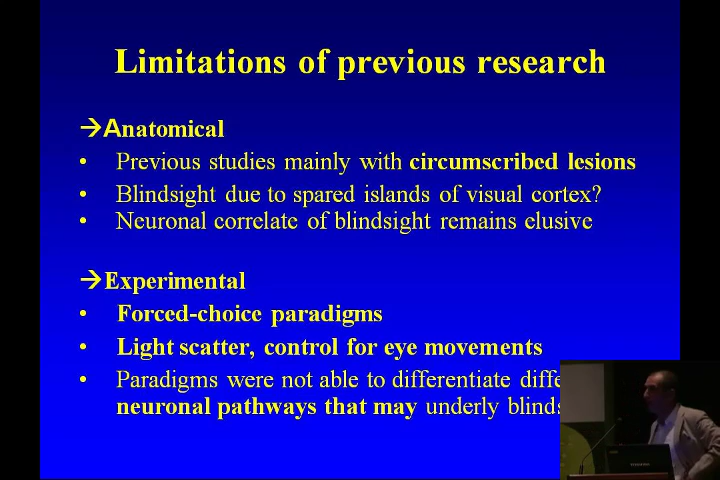 Limitations of previous research
→Anatomical
• Previous studies mainly with circumscribed lesions
• Blindsight due to spared islands of visual cortex?
• Neuronal correlate of blindsight remains elusive
→Experimental
• Forced-choice paradigms
• Light scatter, control for eye movements
• Paradigms were not able to differentiate
neuronal pathways that may underly